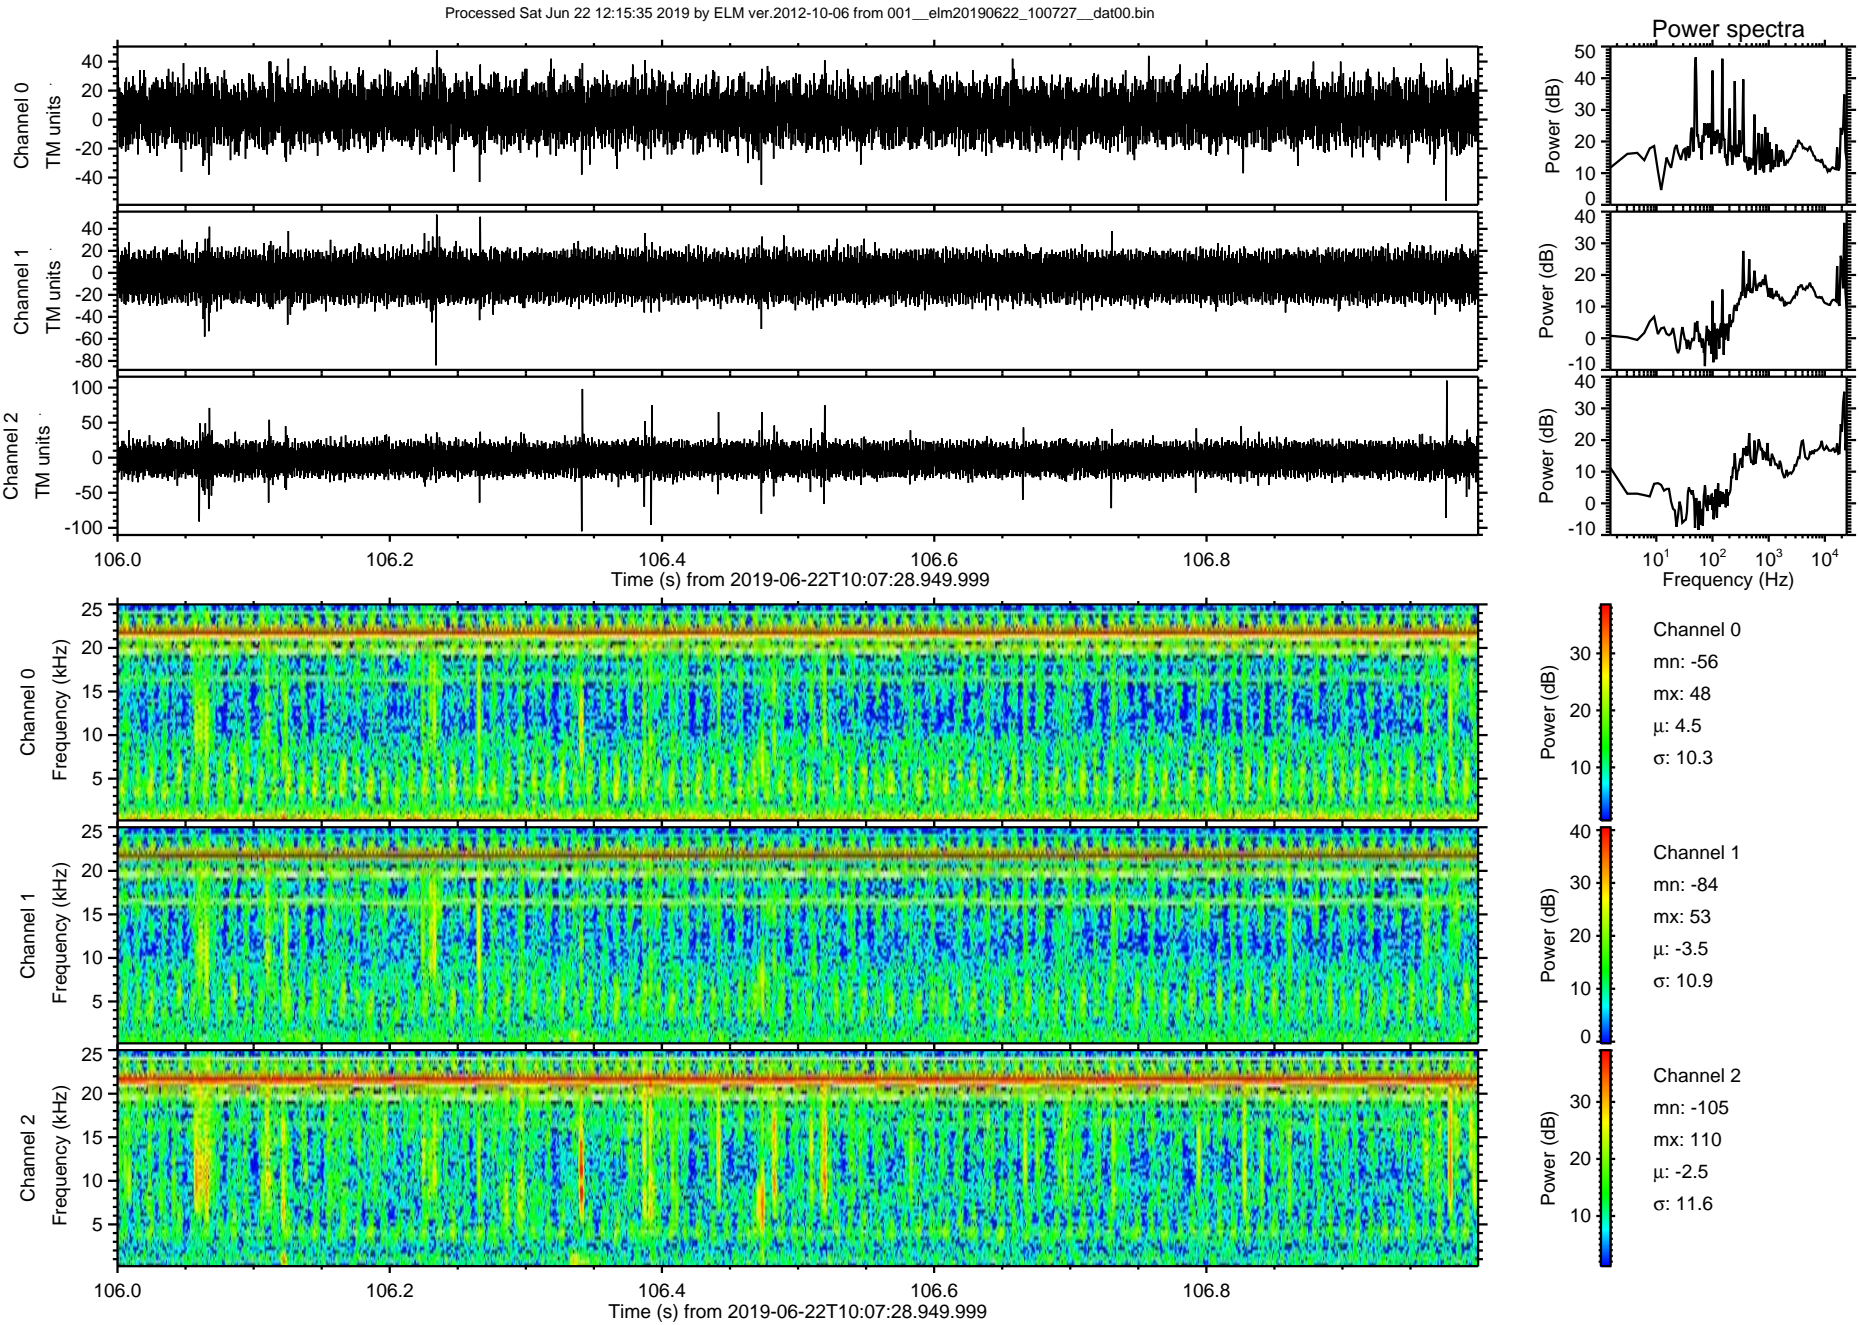 Processed Sat Jun 22 12:15:35 2019 by ELM ver.2012-10-06 from 001__elm20190622_100727__dat00.bin
Power spectra
Channel 0
TM units
40
20
0
-20
-40
Power (dB)
50
40
30
20
10
0
Channel 1
TM units
40
20
0
-20
-40
-60
-80
Power (dB)
40
30
20
10
0
-10
Channel 2
TM units
100
50
0
-50
-100
Power (dB)
40
30
20
10
0
-10
106.0 106.2 106.4 106.6 106.8
Time (s) from 2019-06-22T10:07:28.949.999
10^1 10^2 10^3 10^4
Frequency (Hz)
Channel 0
Frequency (kHz)
25
20
15
10
5
Power (dB)
30
20
10
Channel 0
mn: -56
mx: 48
μ: 4.5
σ: 10.3
Channel 1
Frequency (kHz)
25
20
15
10
5
Power (dB)
40
30
20
10
0
Channel 1
mn: -84
mx: 53
μ: -3.5
σ: 10.9
Channel 2
Frequency (kHz)
25
20
15
10
5
Power (dB)
30
20
10
Channel 2
mn: -105
mx: 110
μ: -2.5
σ: 11.6
106.0 106.2 106.4 106.6 106.8
Time (s) from 2019-06-22T10:07:28.949.999